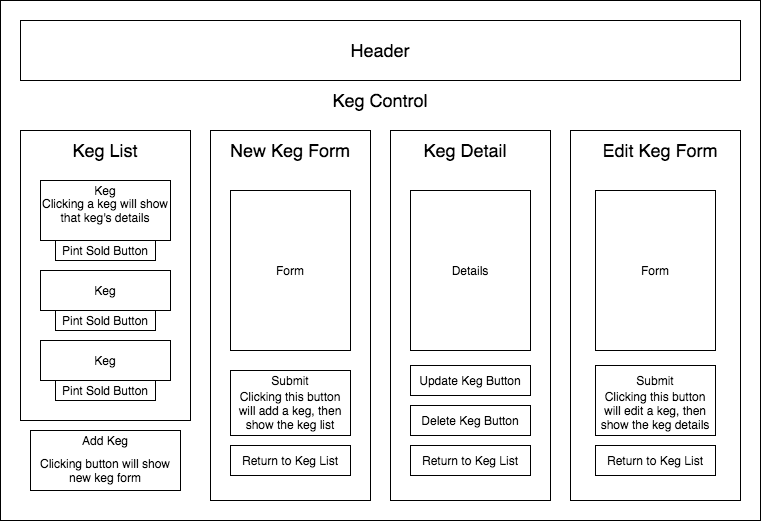 Header
Keg Control
Keg List
Keg
Clicking a keg will show
that keg's details
Pint Sold Button
Keg
Pint Sold Button
Keg
Pint Sold Button
Add Keg
Clicking button will show
new keg form
New Keg Form
Form
Submit
Clicking this button
will add a keg, then
show the keg list
Return to Keg List
Keg Detail
Details
Update Keg Button
Delete Keg Button
Return to Keg List
Edit Keg Form
Form
Submit
Clicking this button
will edit a keg, then
show the keg details
Return to Keg List